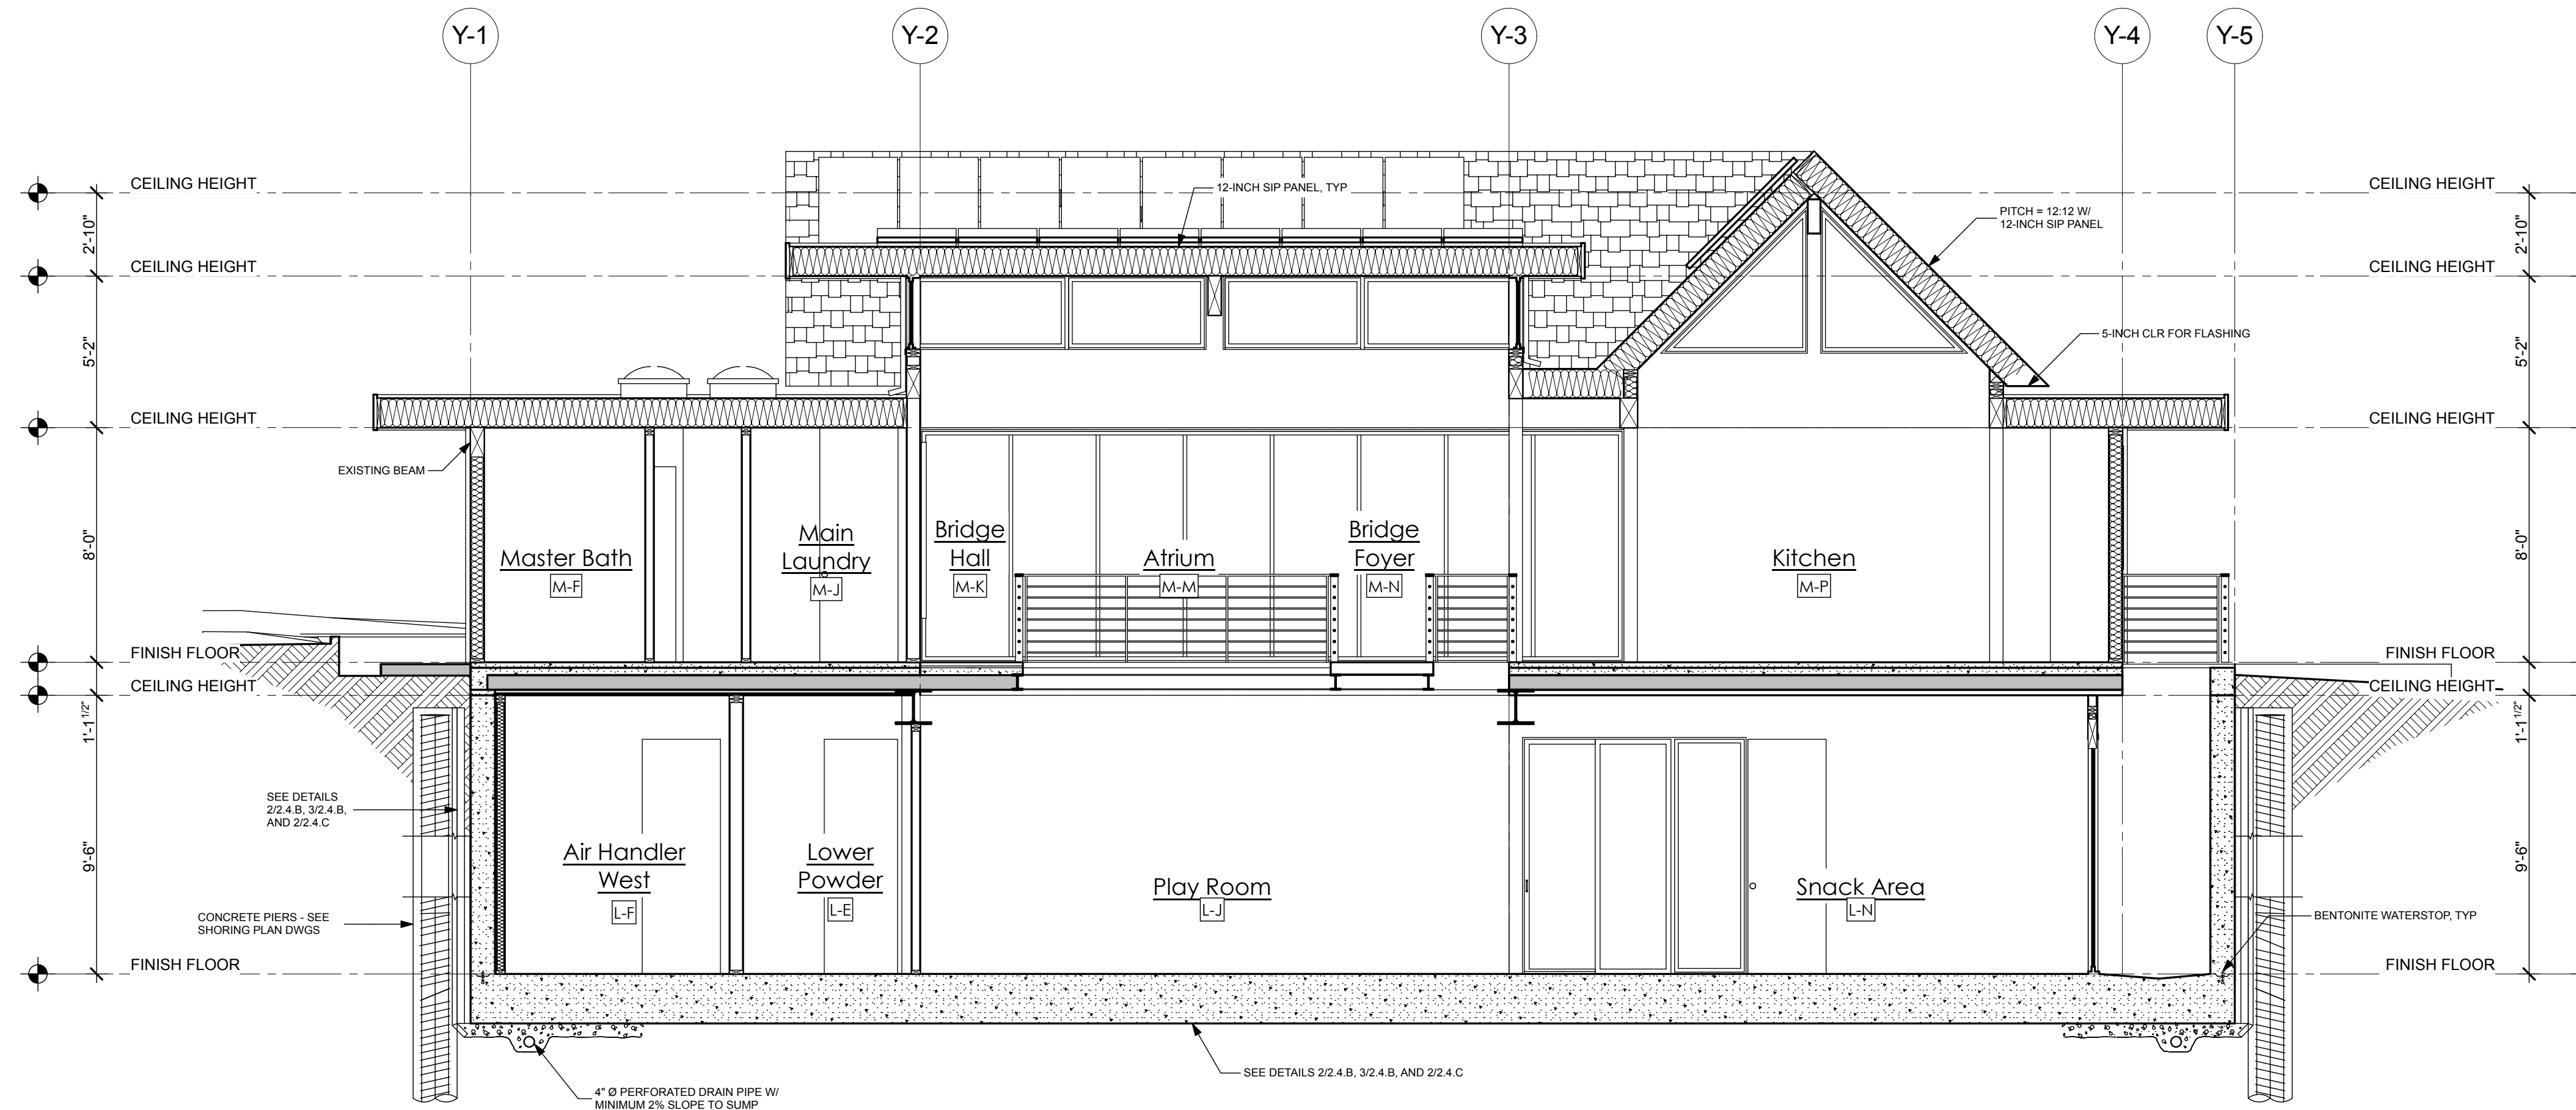 Y-1
Y-2
Y-3
Y-4
Y-5
CEILING HEIGHT
CEILING HEIGHT
12-INCH SIP PANEL, TYP
PITCH = 12:12 W/
12-INCH SIP PANEL
2'-10"
2'-10"
CEILING HEIGHT
CEILING HEIGHT
5'-2"
5'-2"
5-INCH CLR FOR FLASHING
CEILING HEIGHT
CEILING HEIGHT
EXISTING BEAM
8'-0"
8'-0"
Master Bath
M-F
Main
Laundry
M-J
Bridge
Hall
M-K
Atrium
M-M
Bridge
Foyer
M-N
Kitchen
M-P
FINISH FLOOR
FINISH FLOOR
CEILING HEIGHT
CEILING HEIGHT
1'-1 1/2"
1'-1 1/2"
SEE DETAILS
2/2.4.B, 3/2.4.B,
AND 2/2.4.C
9'-6"
9'-6"
Air Handler
West
L-F
Lower
Powder
L-E
Play Room
L-J
Snack Area
L-N
CONCRETE PIERS - SEE
SHORING PLAN DWGS
BENTONITE WATERSTOP, TYP
FINISH FLOOR
FINISH FLOOR
SEE DETAILS 2/2.4.B, 3/2.4.B, AND 2/2.4.C
4" Ø PERFORATED DRAIN PIPE W/
MINIMUM 2% SLOPE TO SUMP